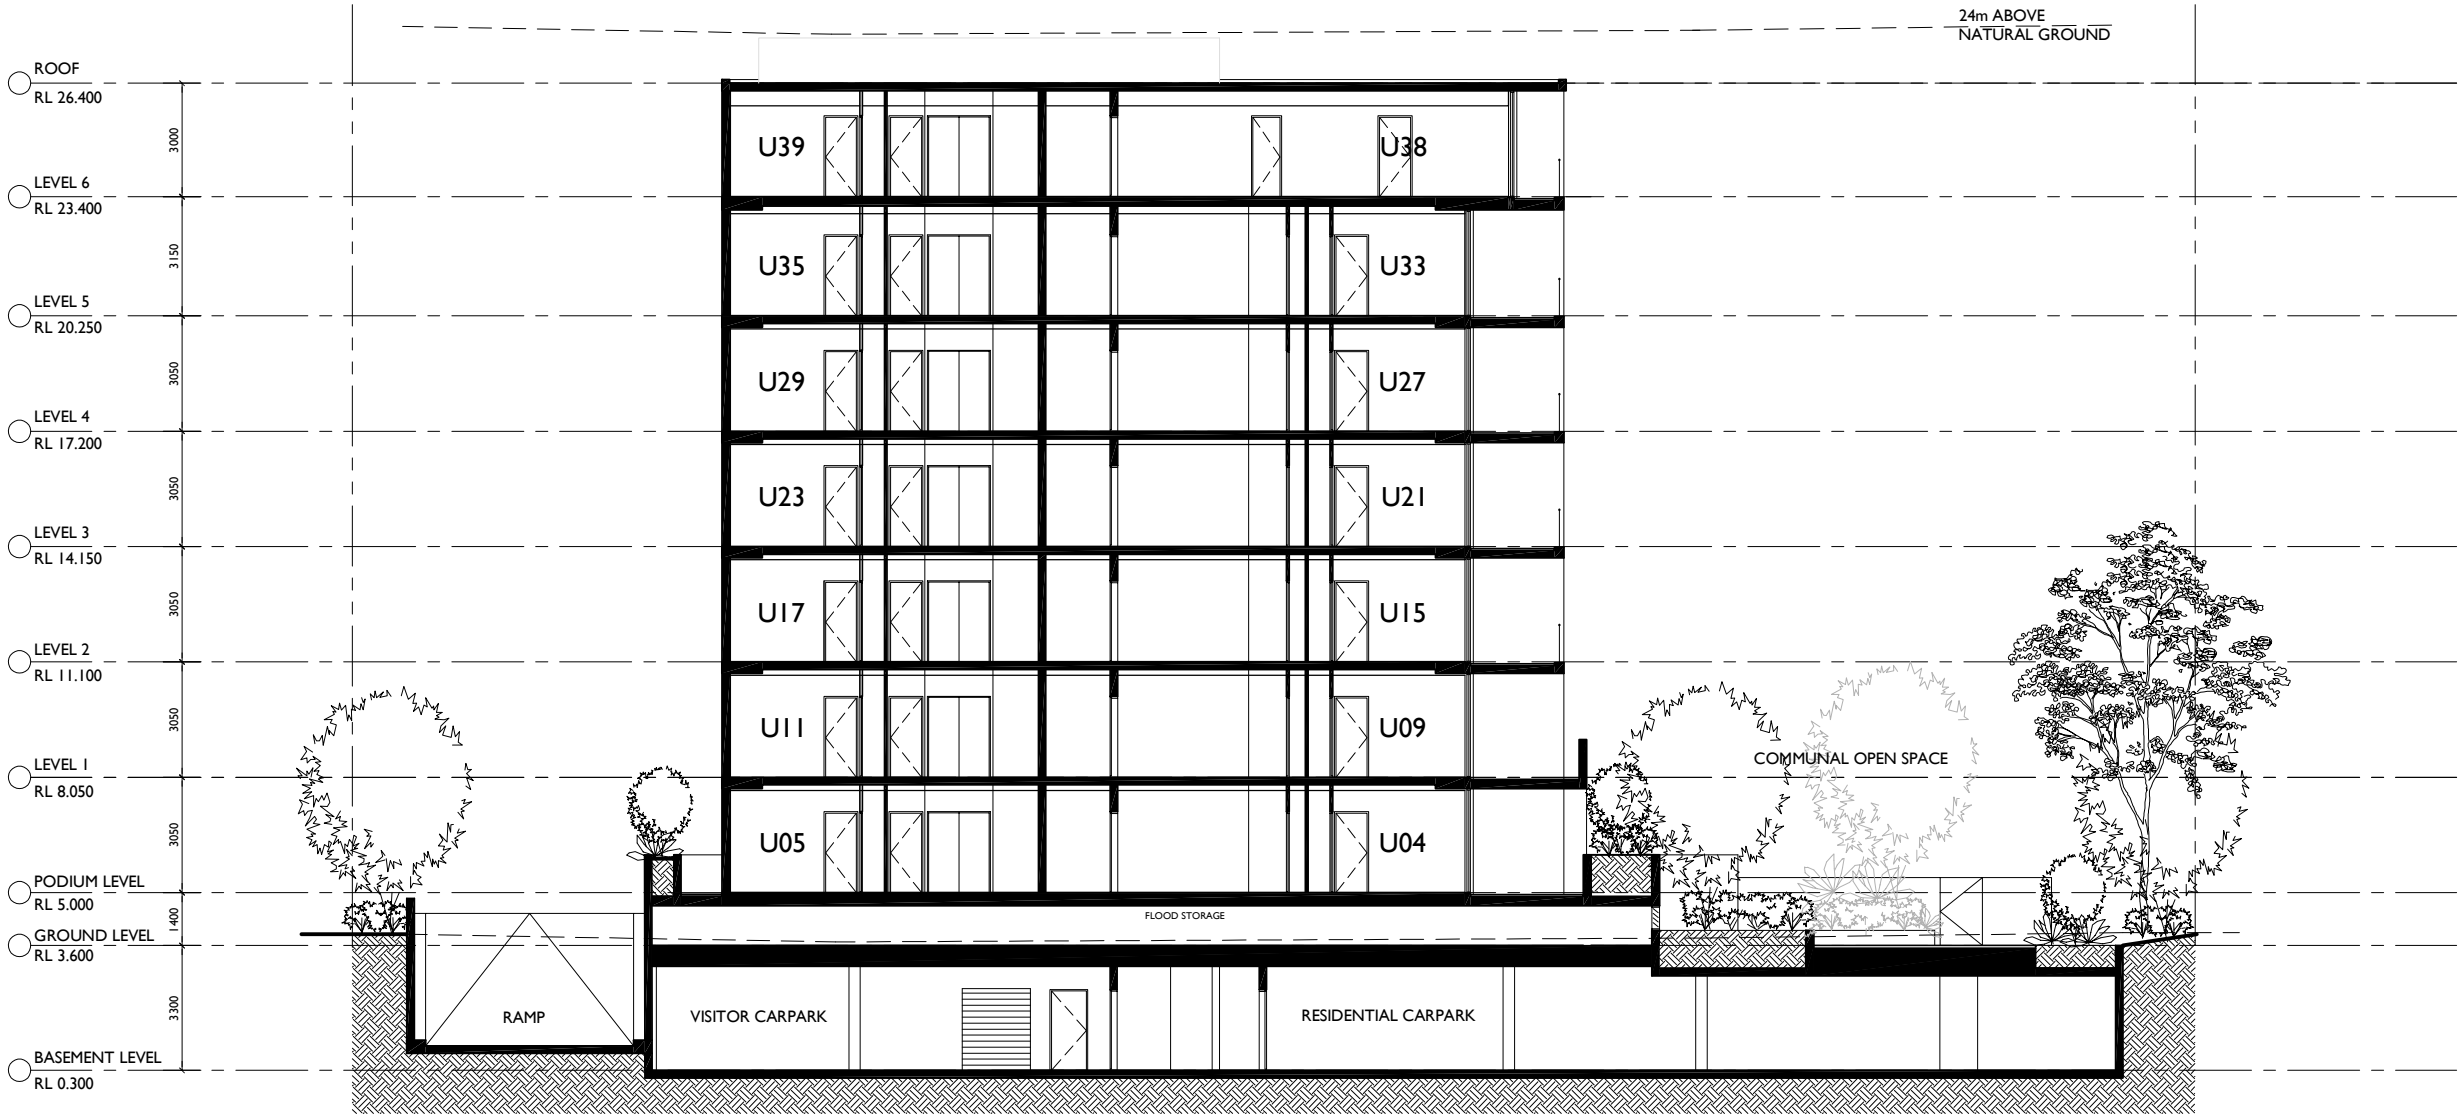 24m ABOVE
NATURAL GROUND
ROOF
RL 26.400
3000
U39
U38
LEVEL 6
RL 23.400
3150
U35
U33
LEVEL 5
RL 20.250
3050
U29
U27
LEVEL 4
RL 17.200
3050
U23
U21
LEVEL 3
RL 14.150
3050
U17
U15
LEVEL 2
RL 11.100
3050
U11
U09
LEVEL 1
RL 8.050
COMMUNAL OPEN SPACE
3050
U05
U04
PODIUM LEVEL
RL 5.000
1400
FLOOD STORAGE
GROUND LEVEL
RL 3.600
3300
RAMP
VISITOR CARPARK
RESIDENTIAL CARPARK
BASEMENT LEVEL
RL 0.300